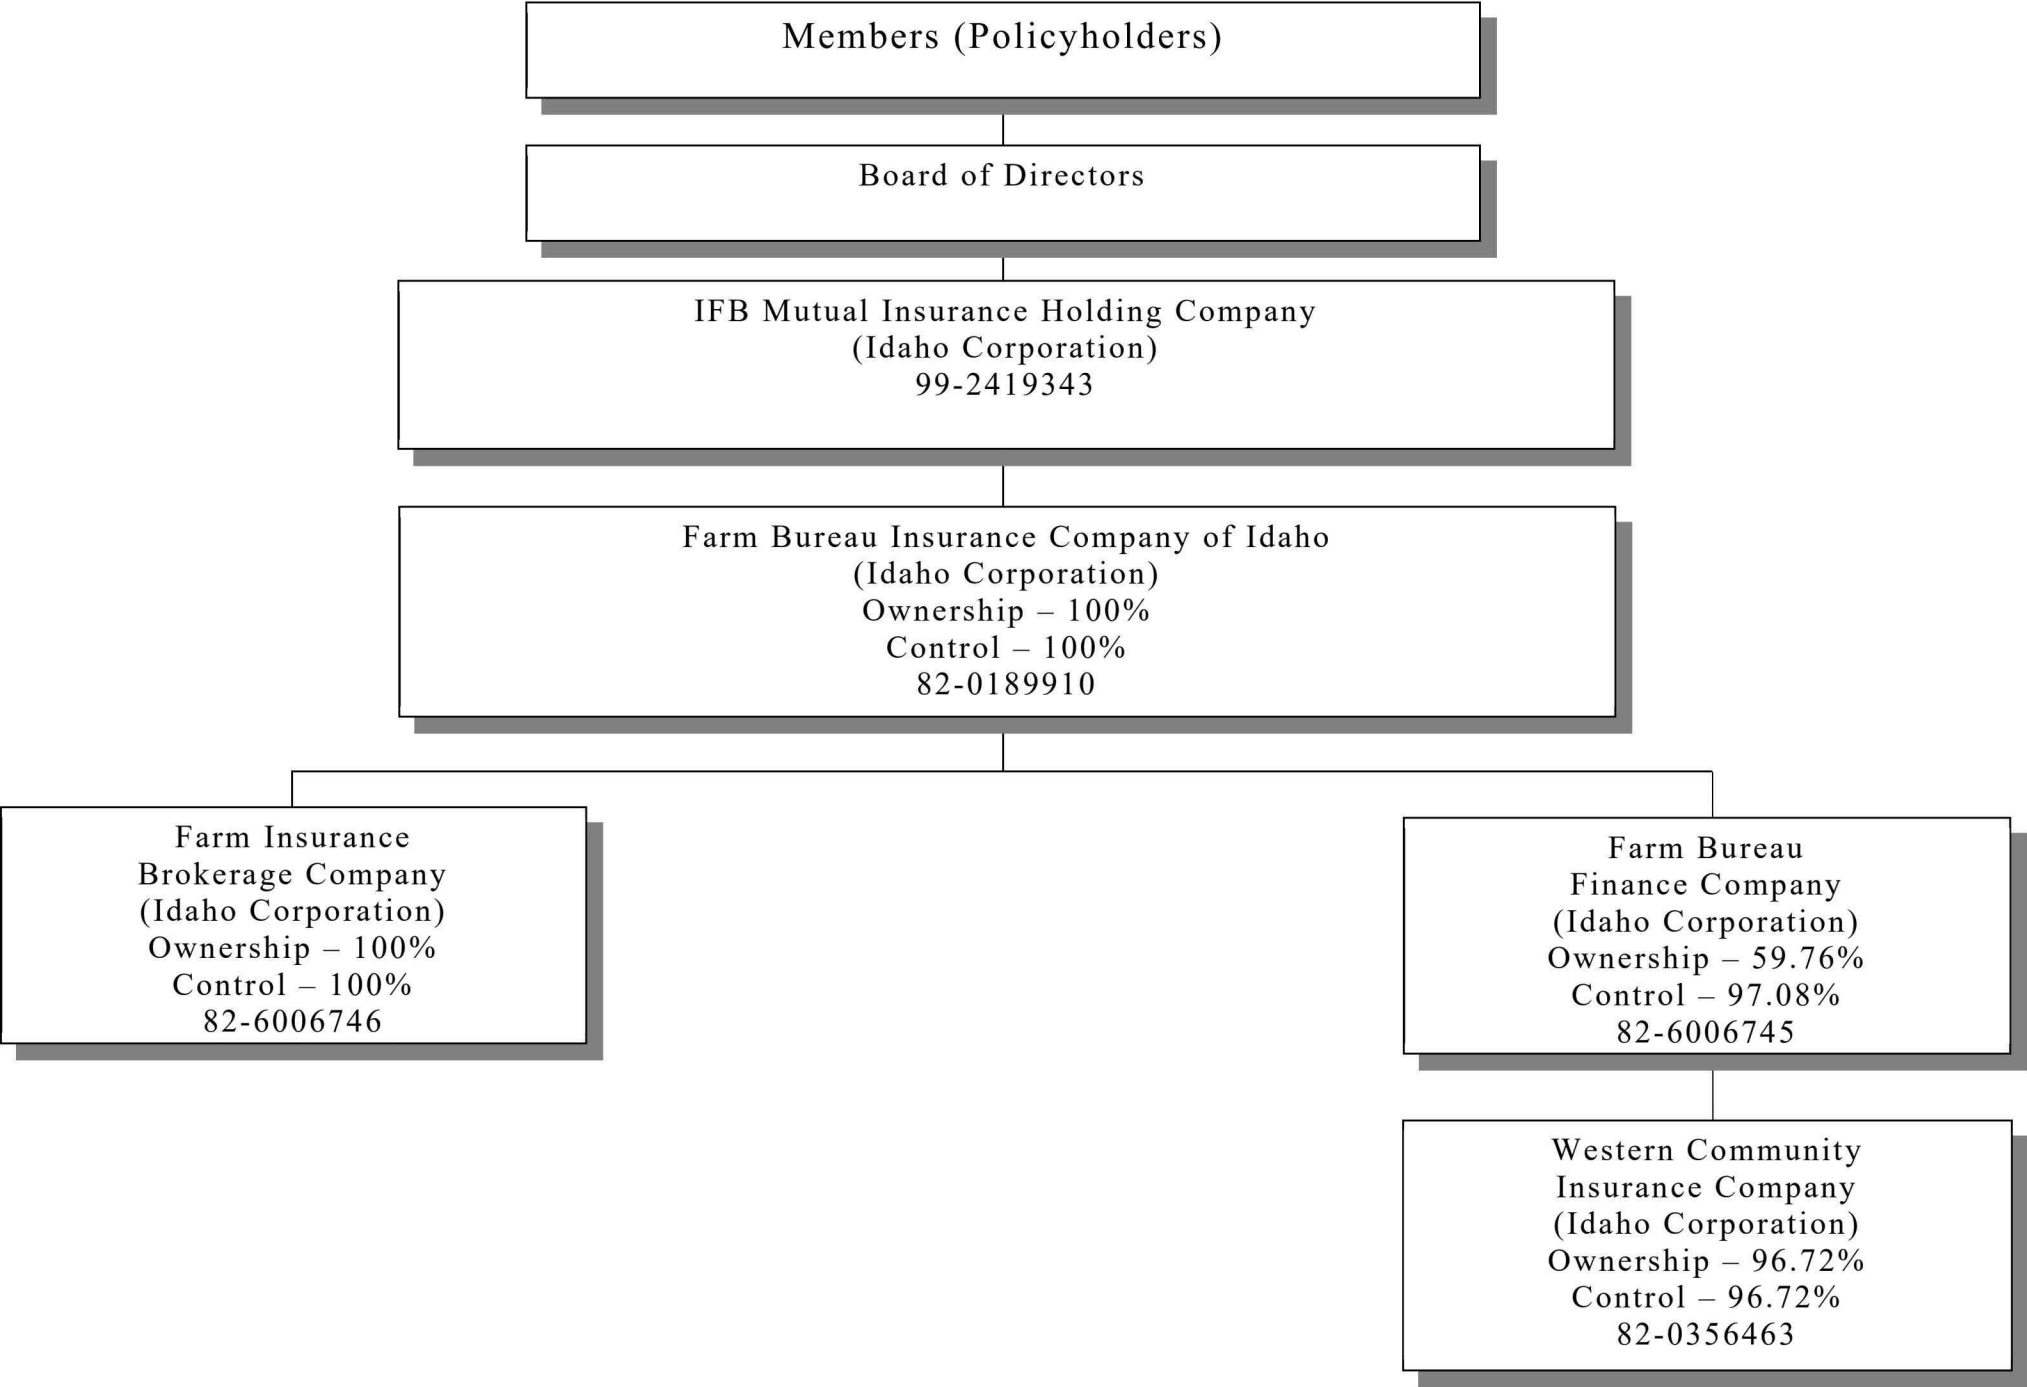 Members (Policyholders)
Board of Directors
IFB Mutual Insurance Holding Company
(Idaho Corporation)
99-2419343
Farm Bureau Insurance Company of Idaho
(Idaho Corporation)
Ownership – 100%
Control – 100%
82-0189910
Farm Insurance
Brokerage Company
(Idaho Corporation)
Ownership – 100%
Control – 100%
82-6006746
Farm Bureau
Finance Company
(Idaho Corporation)
Ownership – 59.76%
Control – 97.08%
82-6006745
Western Community
Insurance Company
(Idaho Corporation)
Ownership – 96.72%
Control – 96.72%
82-0356463